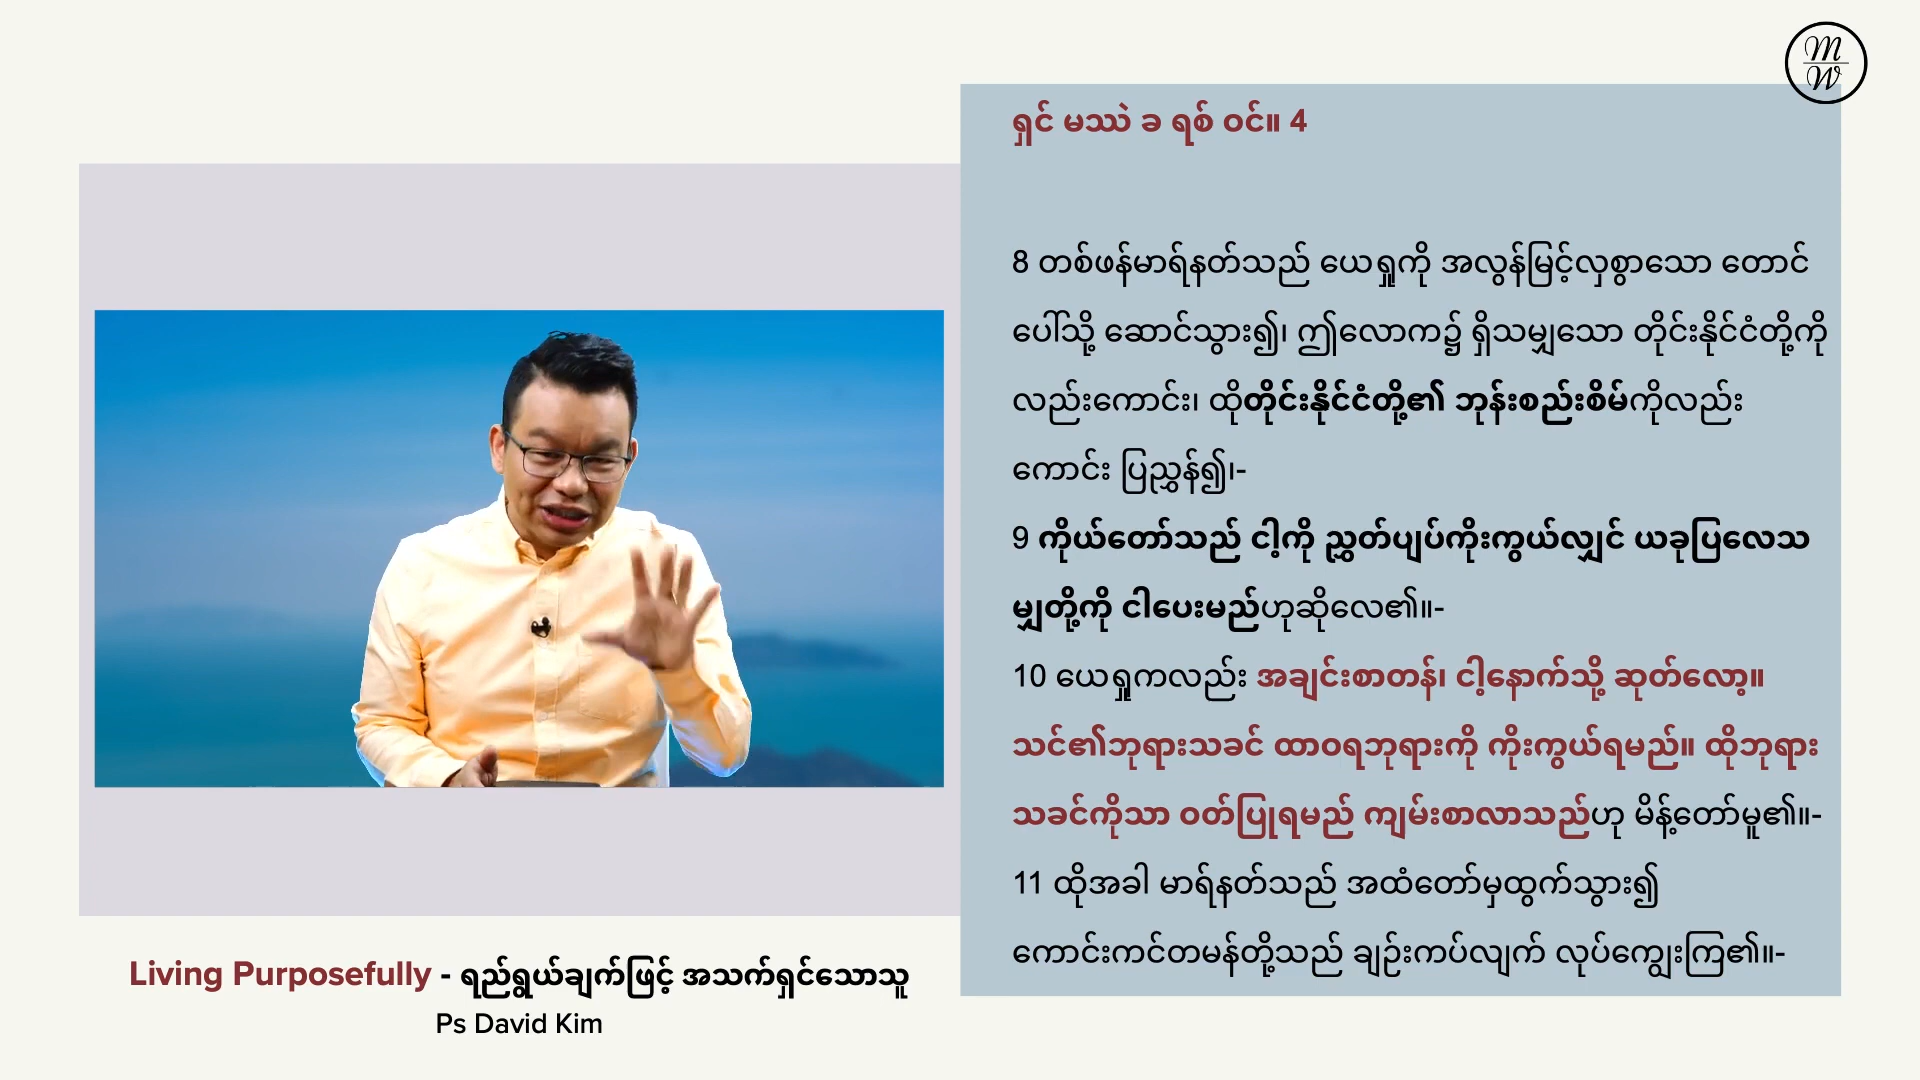 M
W
ရှင် မဿဲ ခ ရစ် ဝင်။ 4
8 တစ်ဖန်မာရ်နတ်သည် ယေရှုကို အလွန်မြင့်လှစွာသော တောင်
ပေါ်သို့ ဆောင်သွား၍၊ ဤလောက၌ ရှိသမျှသော တိုင်းနိုင်ငံတို့ကို
လည်းကောင်း၊ ထိုတိုင်းနိုင်ငံတို့၏ ဘုန်းစည်းစိမ်ကိုလည်း
ကောင်း ပြညွှန်၍၊-
9 ကိုယ်တော်သည် ငါ့ကို ညွှတ်ပျပ်ကိုးကွယ်လျှင် ယခုပြလေသ
မျှတို့ကို ငါပေးမည်ဟုဆိုလေ၏။-
10 ယေရှုကလည်း အချင်းစာတန်၊ ငါ့နောက်သို့ ဆုတ်လော့။
သင်၏ဘုရားသခင် ထာဝရဘုရားကို ကိုးကွယ်ရမည်။ ထိုဘုရား
သခင်ကိုသာ ဝတ်ပြုရမည် ကျမ်းစာလာသည်ဟု မိန့်တော်မူ၏။-
11 ထိုအခါ မာရ်နတ်သည် အထံတော်မှထွက်သွား၍
ကောင်းကင်တမန်တို့သည် ချဉ်းကပ်လျက် လုပ်ကျွေးကြ၏။-
Living Purposefully - ရည်ရွယ်ချက်ဖြင့် အသက်ရှင်သောသူ
Ps David Kim